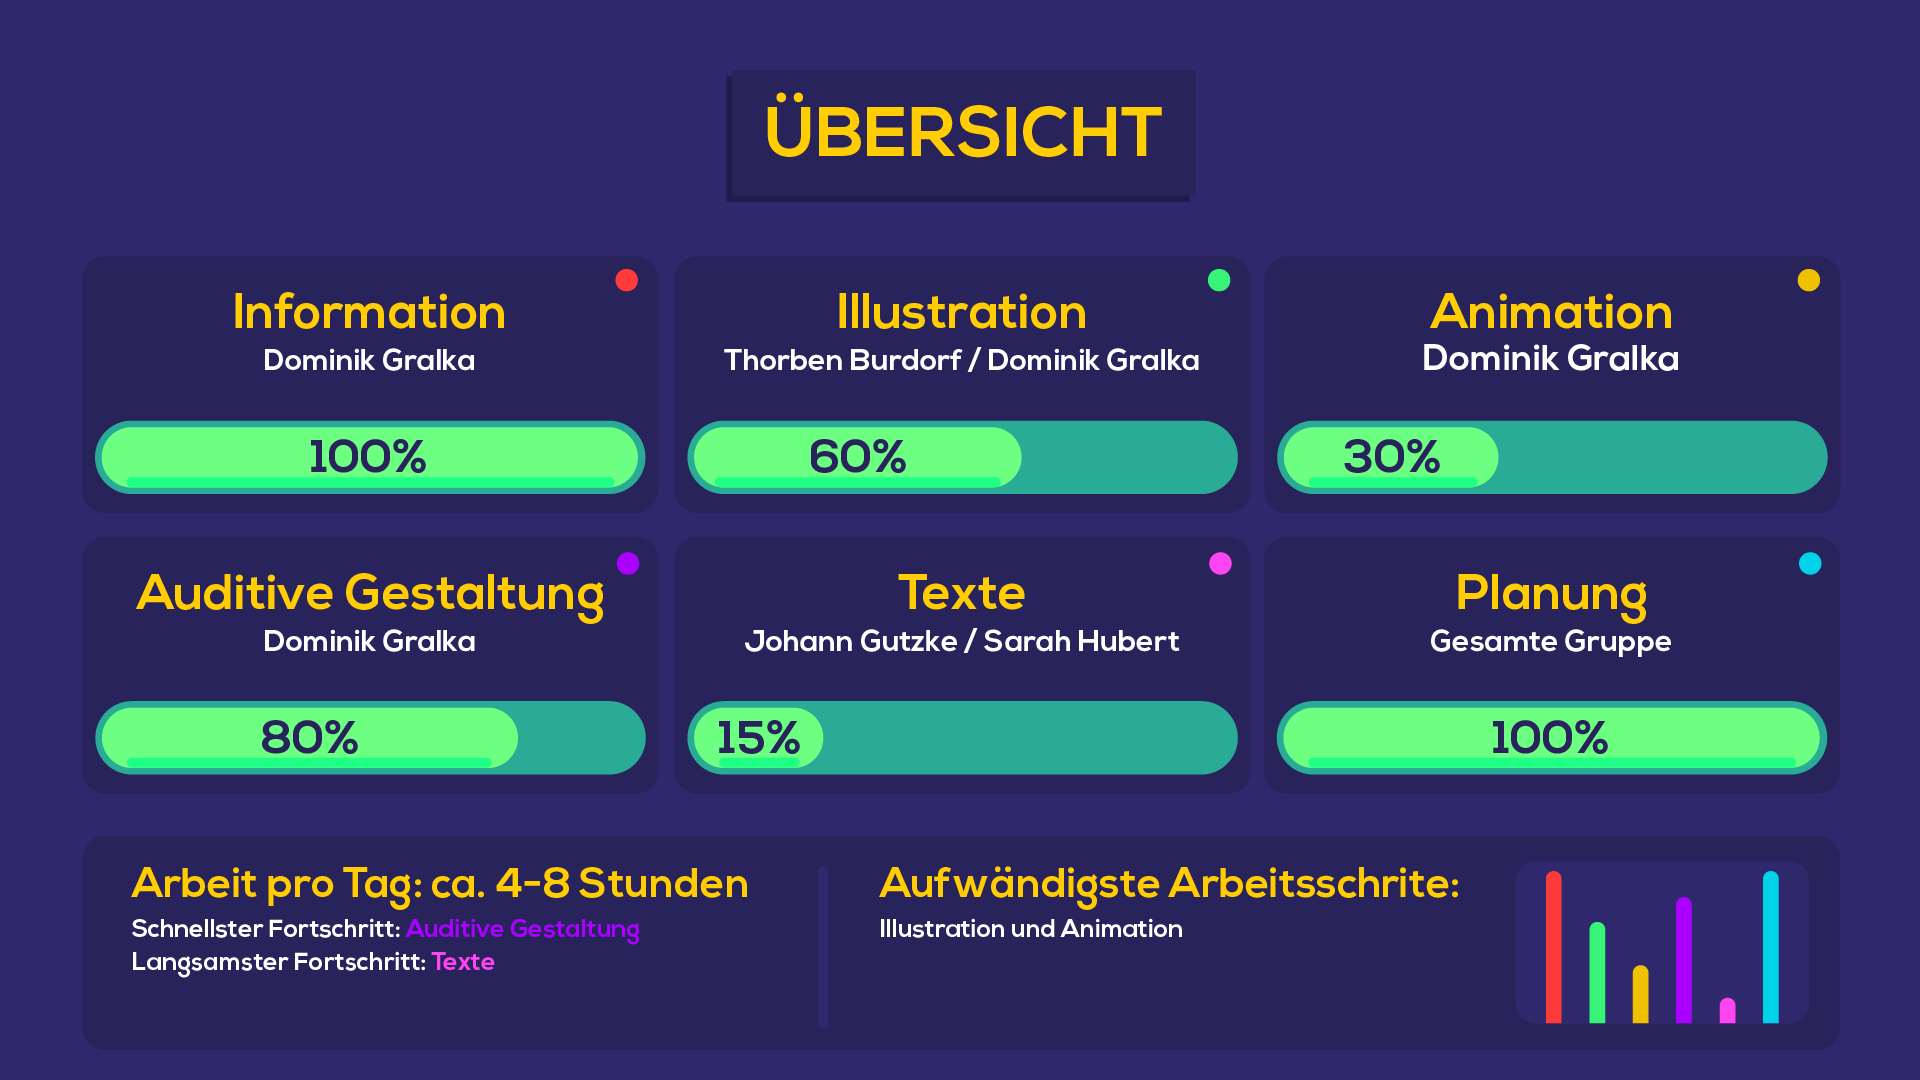 ÜBERSICHT
Information
Dominik Gralka
100%
Illustration
Thorben Burdorf / Dominik Gralka
60%
Animation
Dominik Gralka
30%
Auditive Gestaltung
Dominik Gralka
80%
Texte
Johann Gutzke / Sarah Hubert
15%
Planung
Gesamte Gruppe
100%
Arbeit pro Tag: ca. 4-8 Stunden
Schnellster Fortschritt: Auditive Gestaltung
Langsamster Fortschritt: Texte
Aufwändigste Arbeitsschrite:
Illustration und Animation